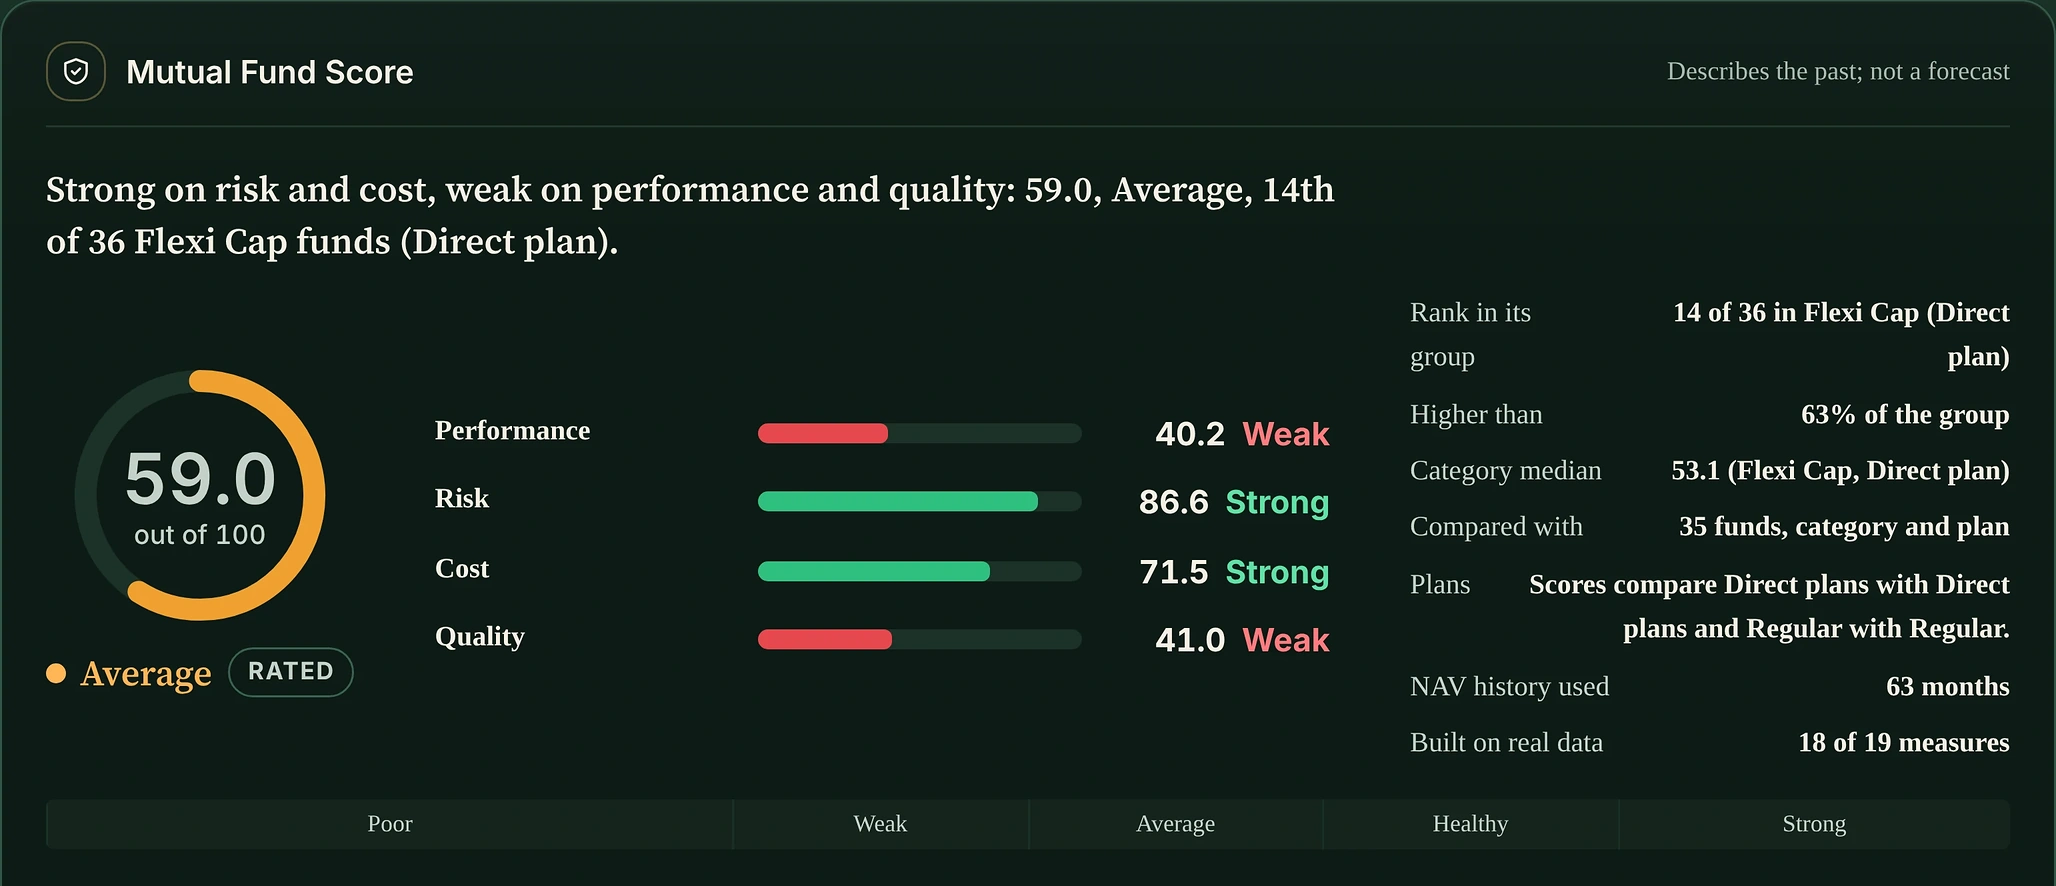 Mutual Fund Score
Describes the past; not a forecast
Strong on risk and cost, weak on performance and quality: 59.0, Average, 14th
of 36 Flexi Cap funds (Direct plan).
59.0
out of 100
Average RATED
Performance 40.2 Weak
Risk 86.6 Strong
Cost 71.5 Strong
Quality 41.0 Weak
Rank in its group 14 of 36 in Flexi Cap (Direct plan)
Higher than 63% of the group
Category median 53.1 (Flexi Cap, Direct plan)
Compared with 35 funds, category and plan
Plans Scores compare Direct plans with Direct
plans and Regular with Regular.
NAV history used 63 months
Built on real data 18 of 19 measures
Poor Weak Average Healthy Strong